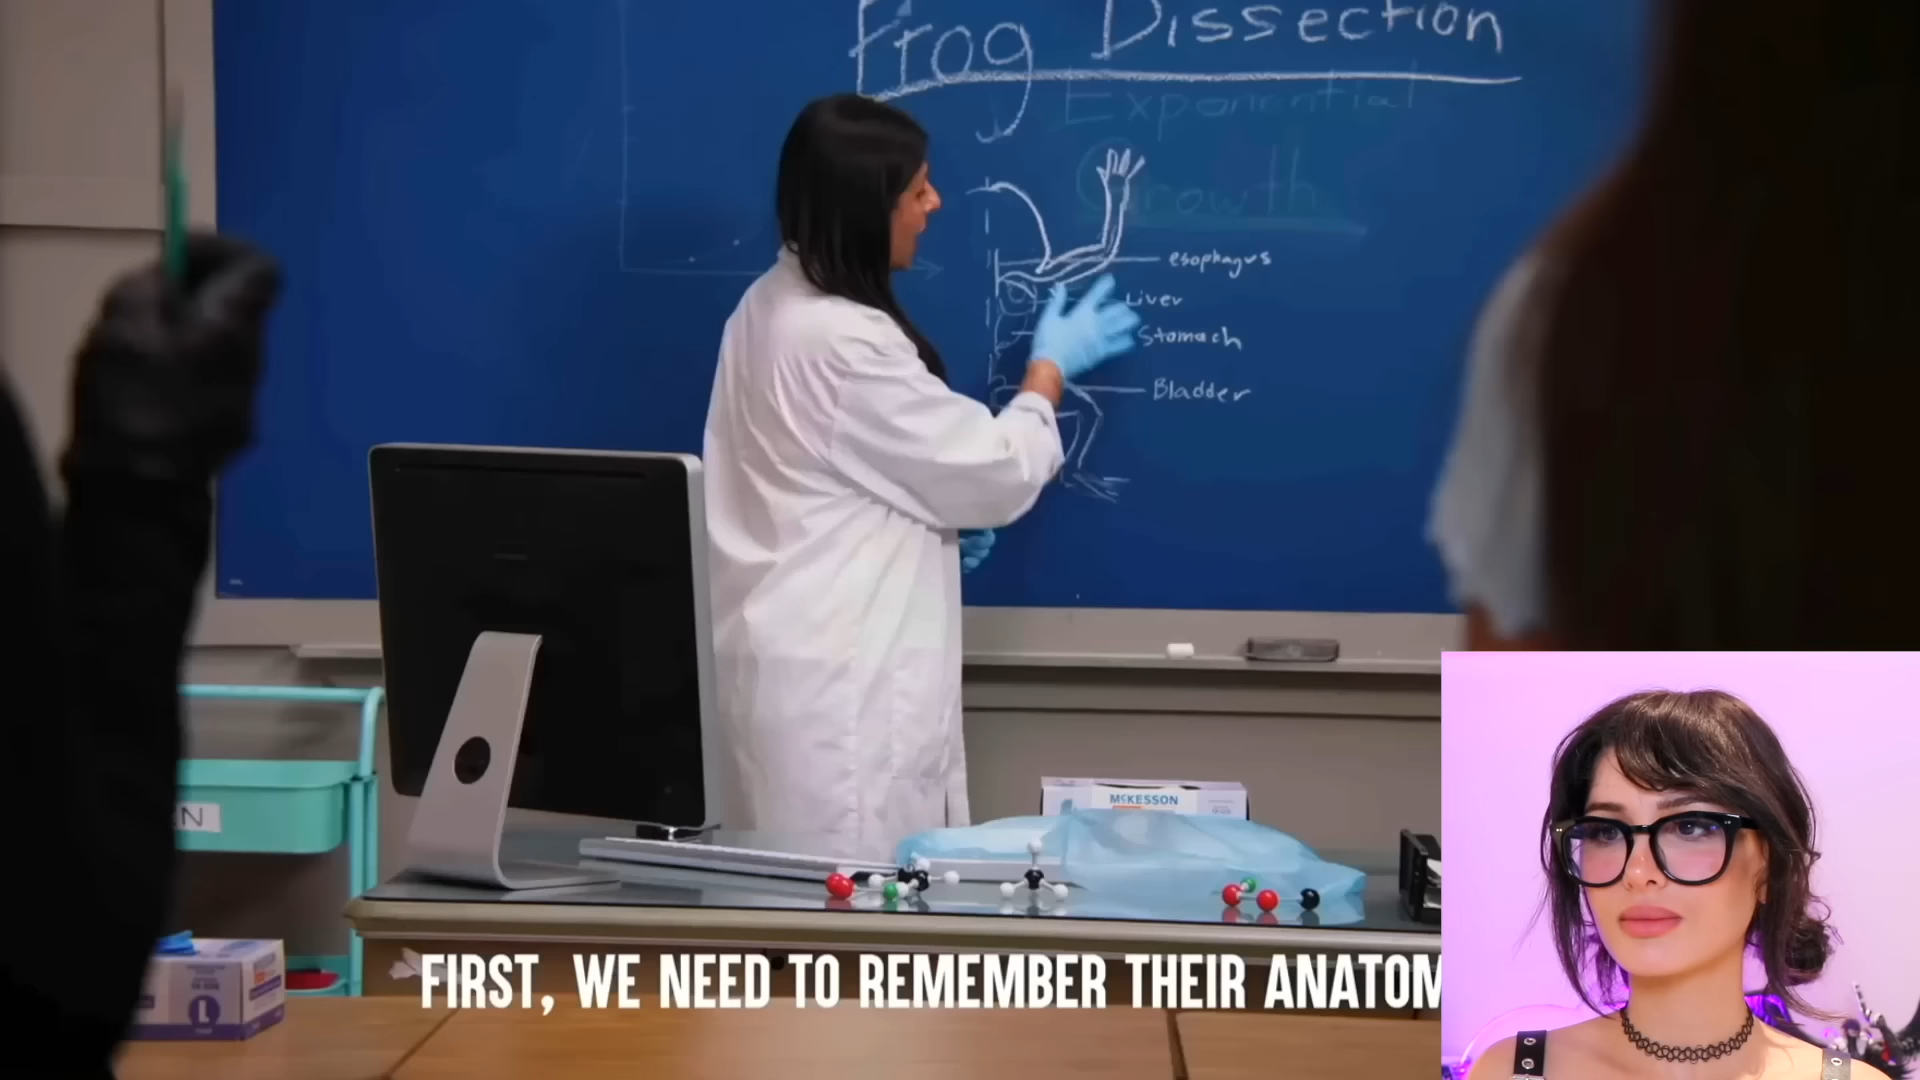 Frog Dissection
Exponential
Growth
esophagus
Liver
Stomach
Bladder
MCKESSON
L
FIRST, WE NEED TO REMEMBER THEIR ANATOM